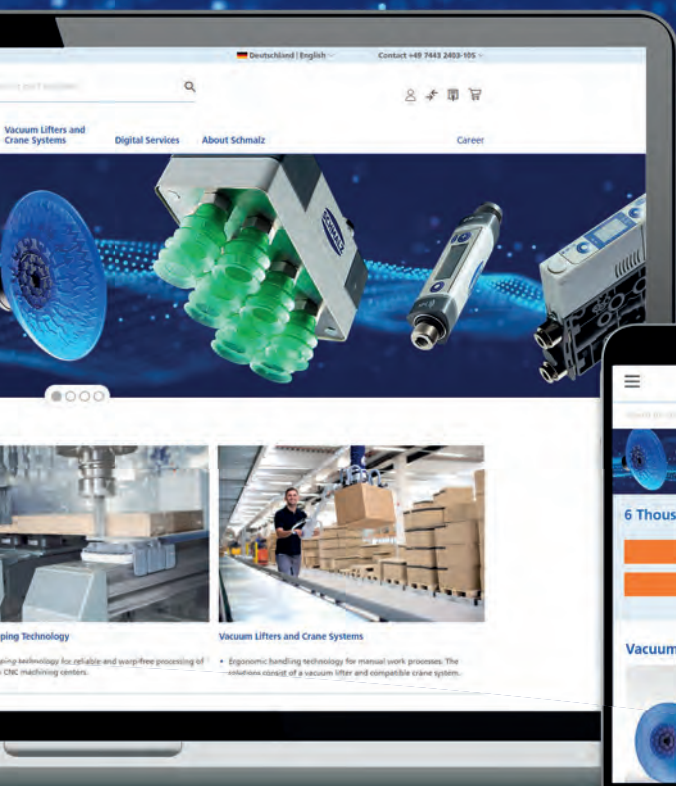 Deutschland | English
Contact +49 7443 2403-105
Vacuum Lifters and
Crane Systems
Digital Services
About Schmalz
Career
SCHMALZ
6 Thous
ping Technology
Vacuum Lifters and Crane Systems
ping technology for reliable and warp-free processing of
CNC machining centers.
• Ergonomic handling technology for manual work processes. The
solutions consist of a vacuum lifter and compatible crane system.
Vacuum